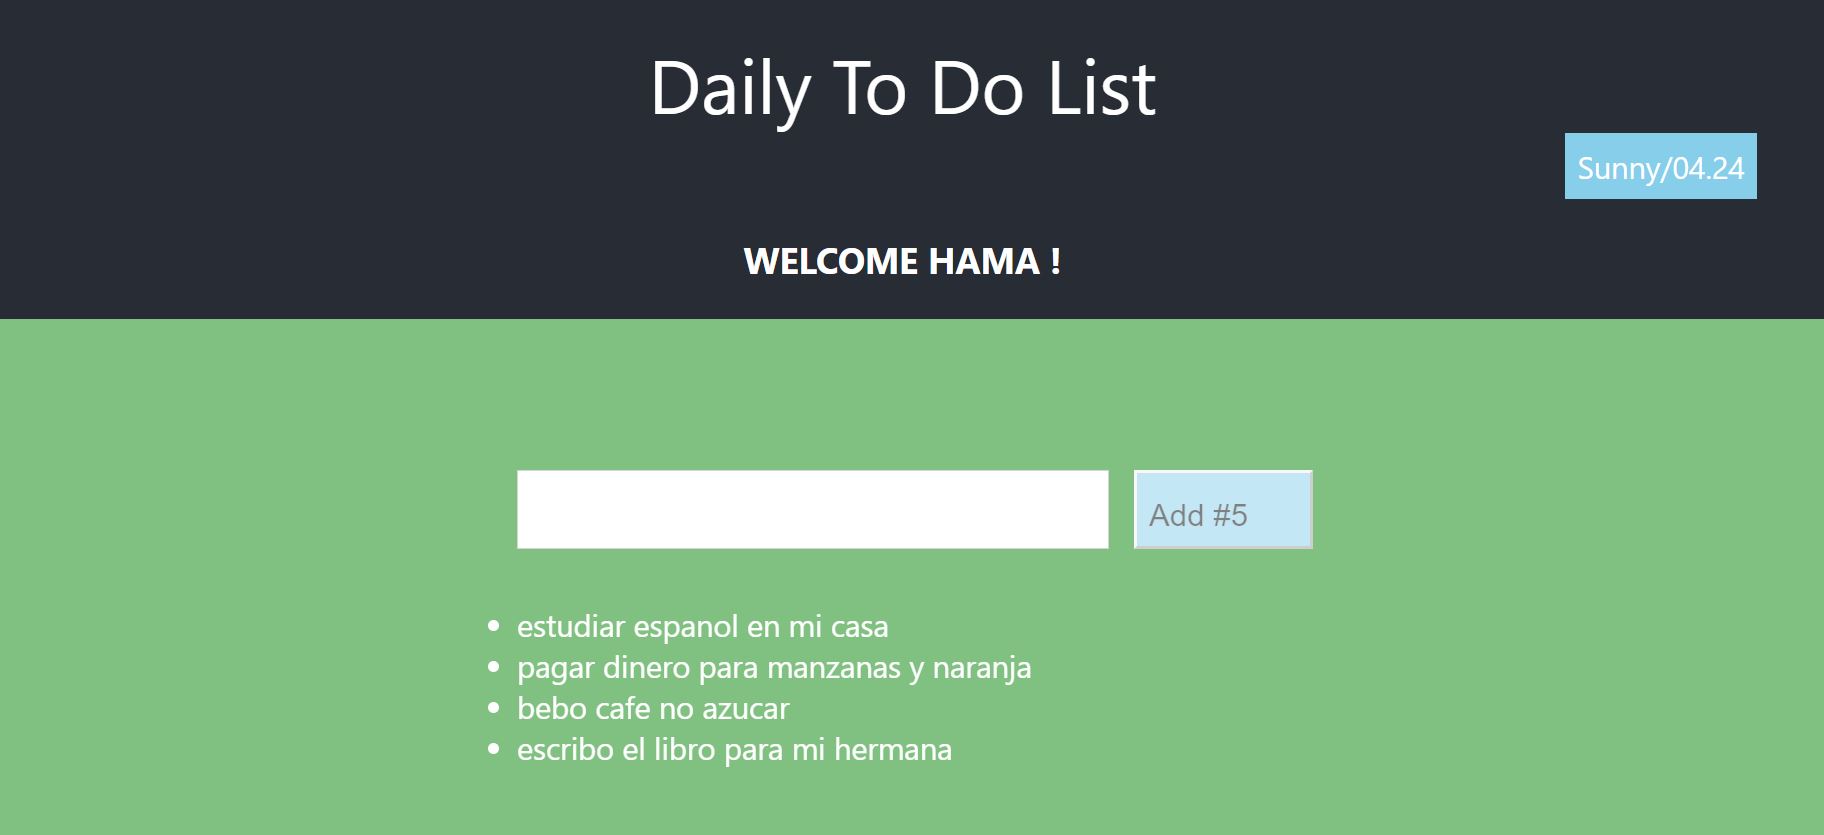 Daily To Do List
Sunny/04.24
WELCOME HAMA !
Add #5
estudiar espanol en mi casa
pagar dinero para manzanas y naranja
bebo cafe no azucar
escribo el libro para mi hermana